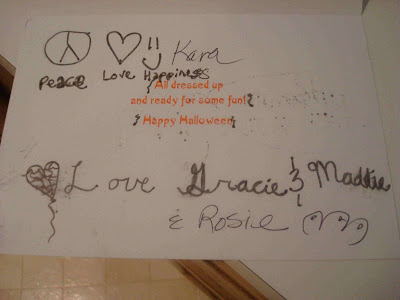 Kara
Peace Love Happiness
{All dressed up
and ready for some fun!}
{Happy Halloween}
Love Gracie & Maddie
& Rosie